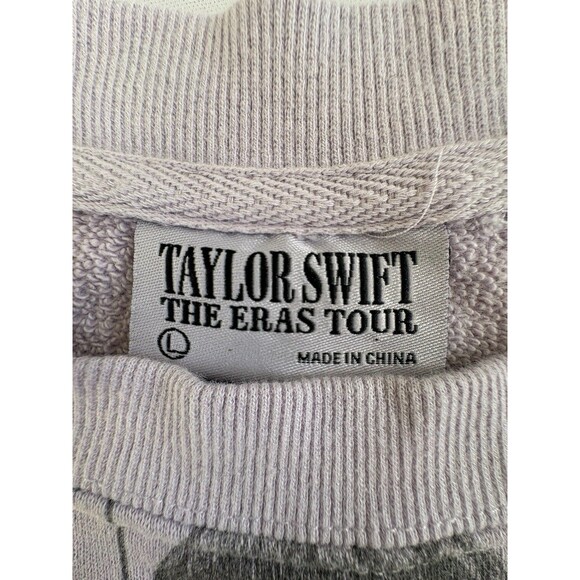 TAYLOR SWIFT
THE ERAS TOUR
L MADE IN CHINA